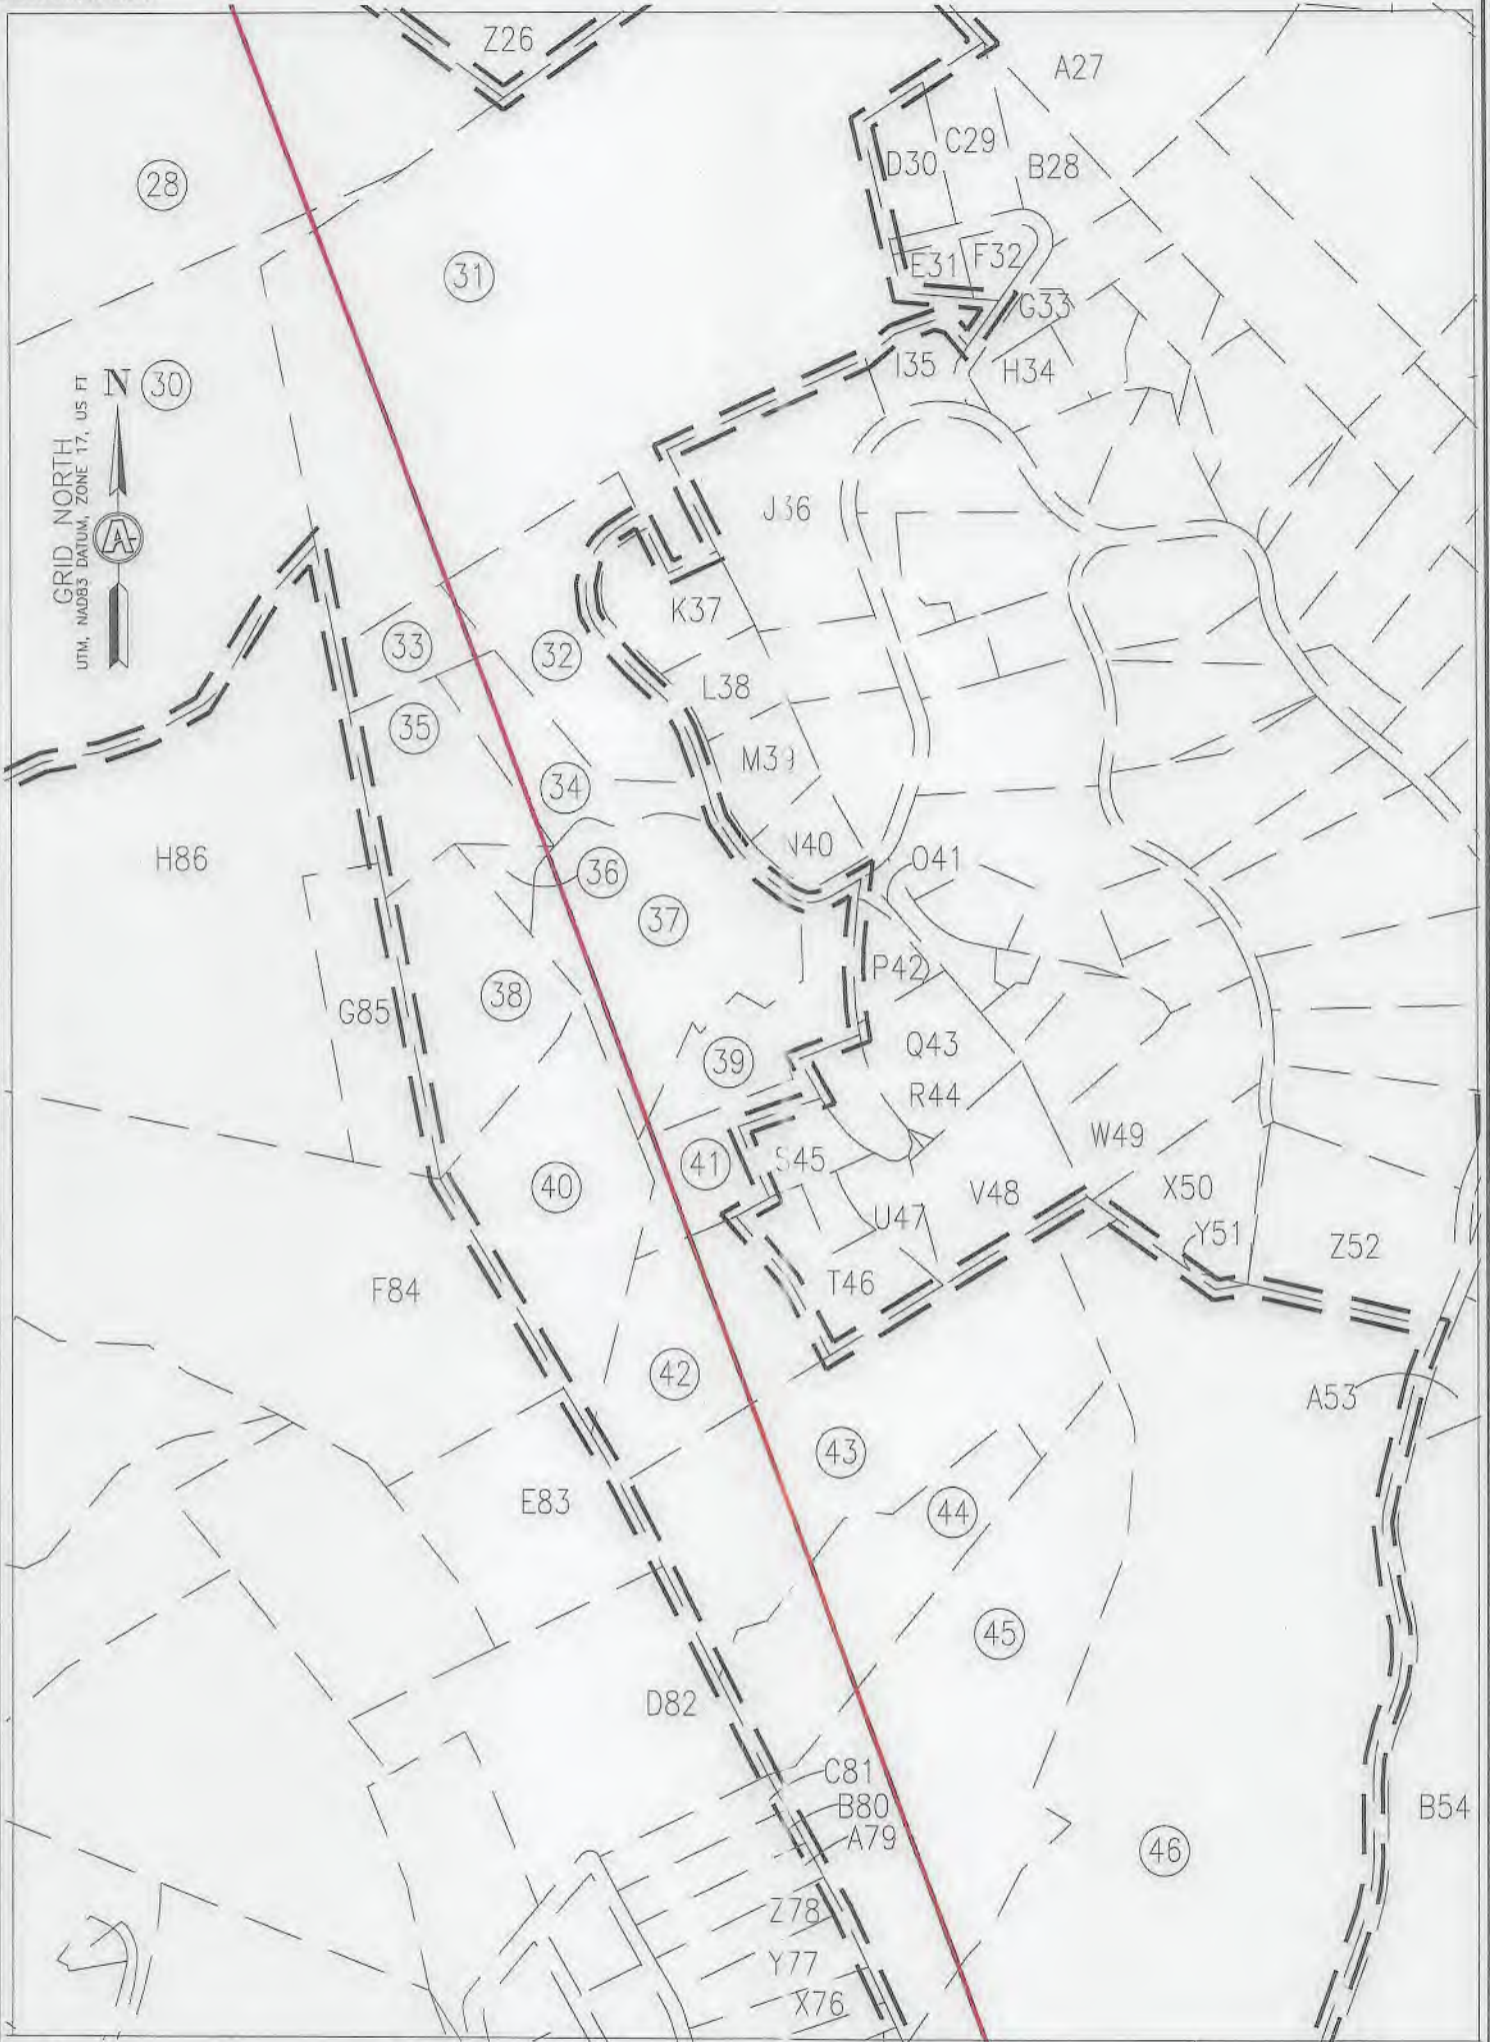 Z26
A27
C29
D30
B28
28
E31
F32
31
G33
I35
H34
N
30
GRID NORTH
UTM, NAD83 DATUM, ZONE 17, US FT
A
J36
K37
33
32
L38
35
M39
34
H86
N40
O41
36
37
P42
38
G85
Q43
39
R44
W49
41
S45
40
V48
X50
U47
Y51
Z52
T46
F84
42
A53
43
E83
44
45
D82
C81
B80
A79
B54
46
Z78
Y77
X76